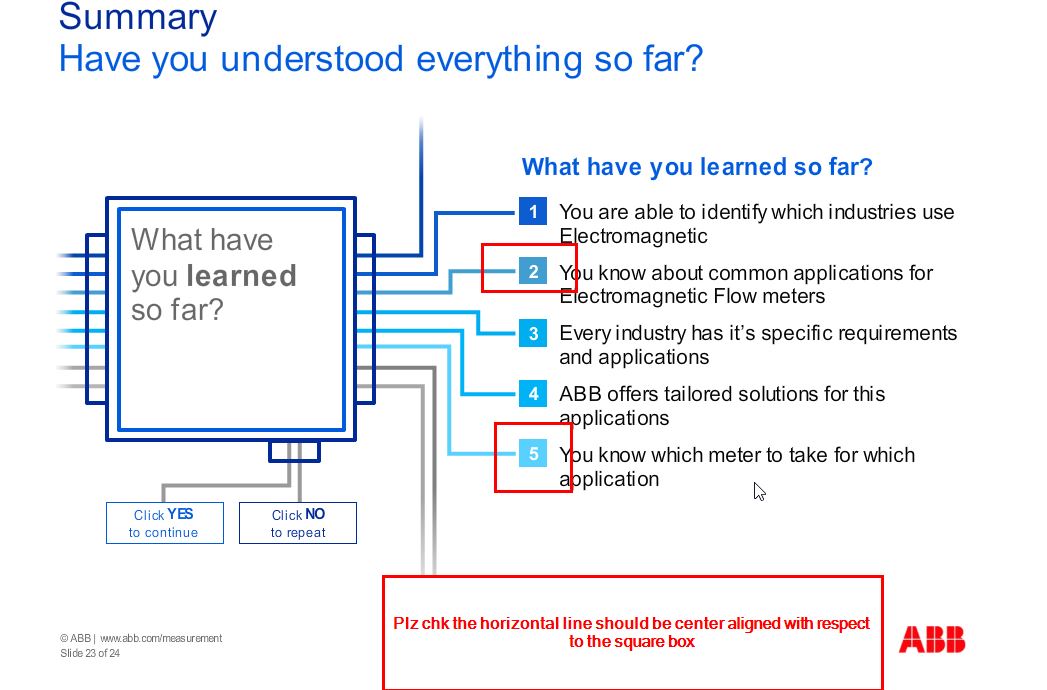 Summary
Have you understood everything so far?
What have you learned so far?
What have
you learned
so far?
1 You are able to identify which industries use
Electromagnetic
2 You know about common applications for
Electromagnetic Flow meters
3 Every industry has it's specific requirements
and applications
4 ABB offers tailored solutions for this
applications
5 You know which meter to take for which
application
Click YES
to continue
Click NO
to repeat
Plz chk the horizontal line should be center aligned with respect
to the square box
© ABB | www.abb.com/measurement
Slide 23 of 24
ABB